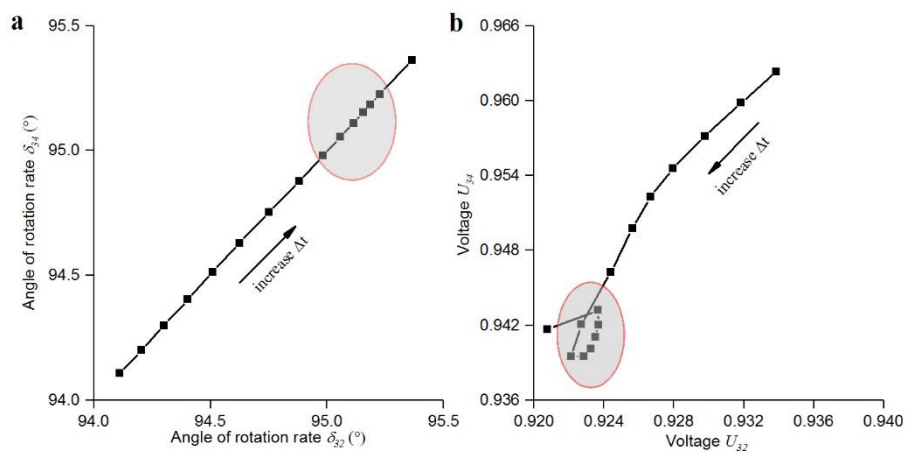 a
95.5
95.0
94.5
94.0
Angle of rotation rate δ34 (°)
increase Δt
94.0 94.5 95.0 95.5
Angle of rotation rate δ32 (°)
b
0.966
0.960
0.954
0.948
0.942
0.936
Voltage U34
increase Δt
0.920 0.924 0.928 0.932 0.936 0.940
Voltage U32